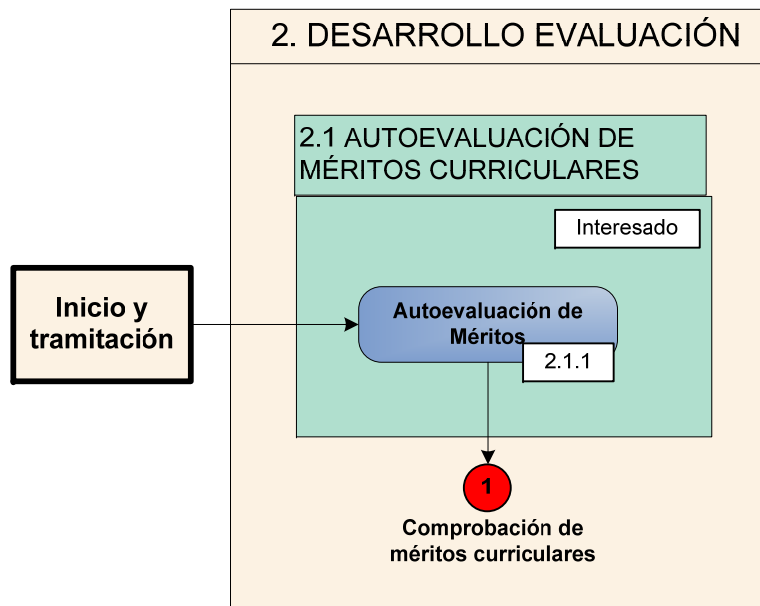 2. DESARROLLO EVALUACIÓN
2.1 AUTOEVALUACIÓN DE
MÉRITOS CURRICULARES
Interesado
Inicio y
tramitación
Autoevaluación de
Méritos
2.1.1
1
Comprobación de
méritos curriculares